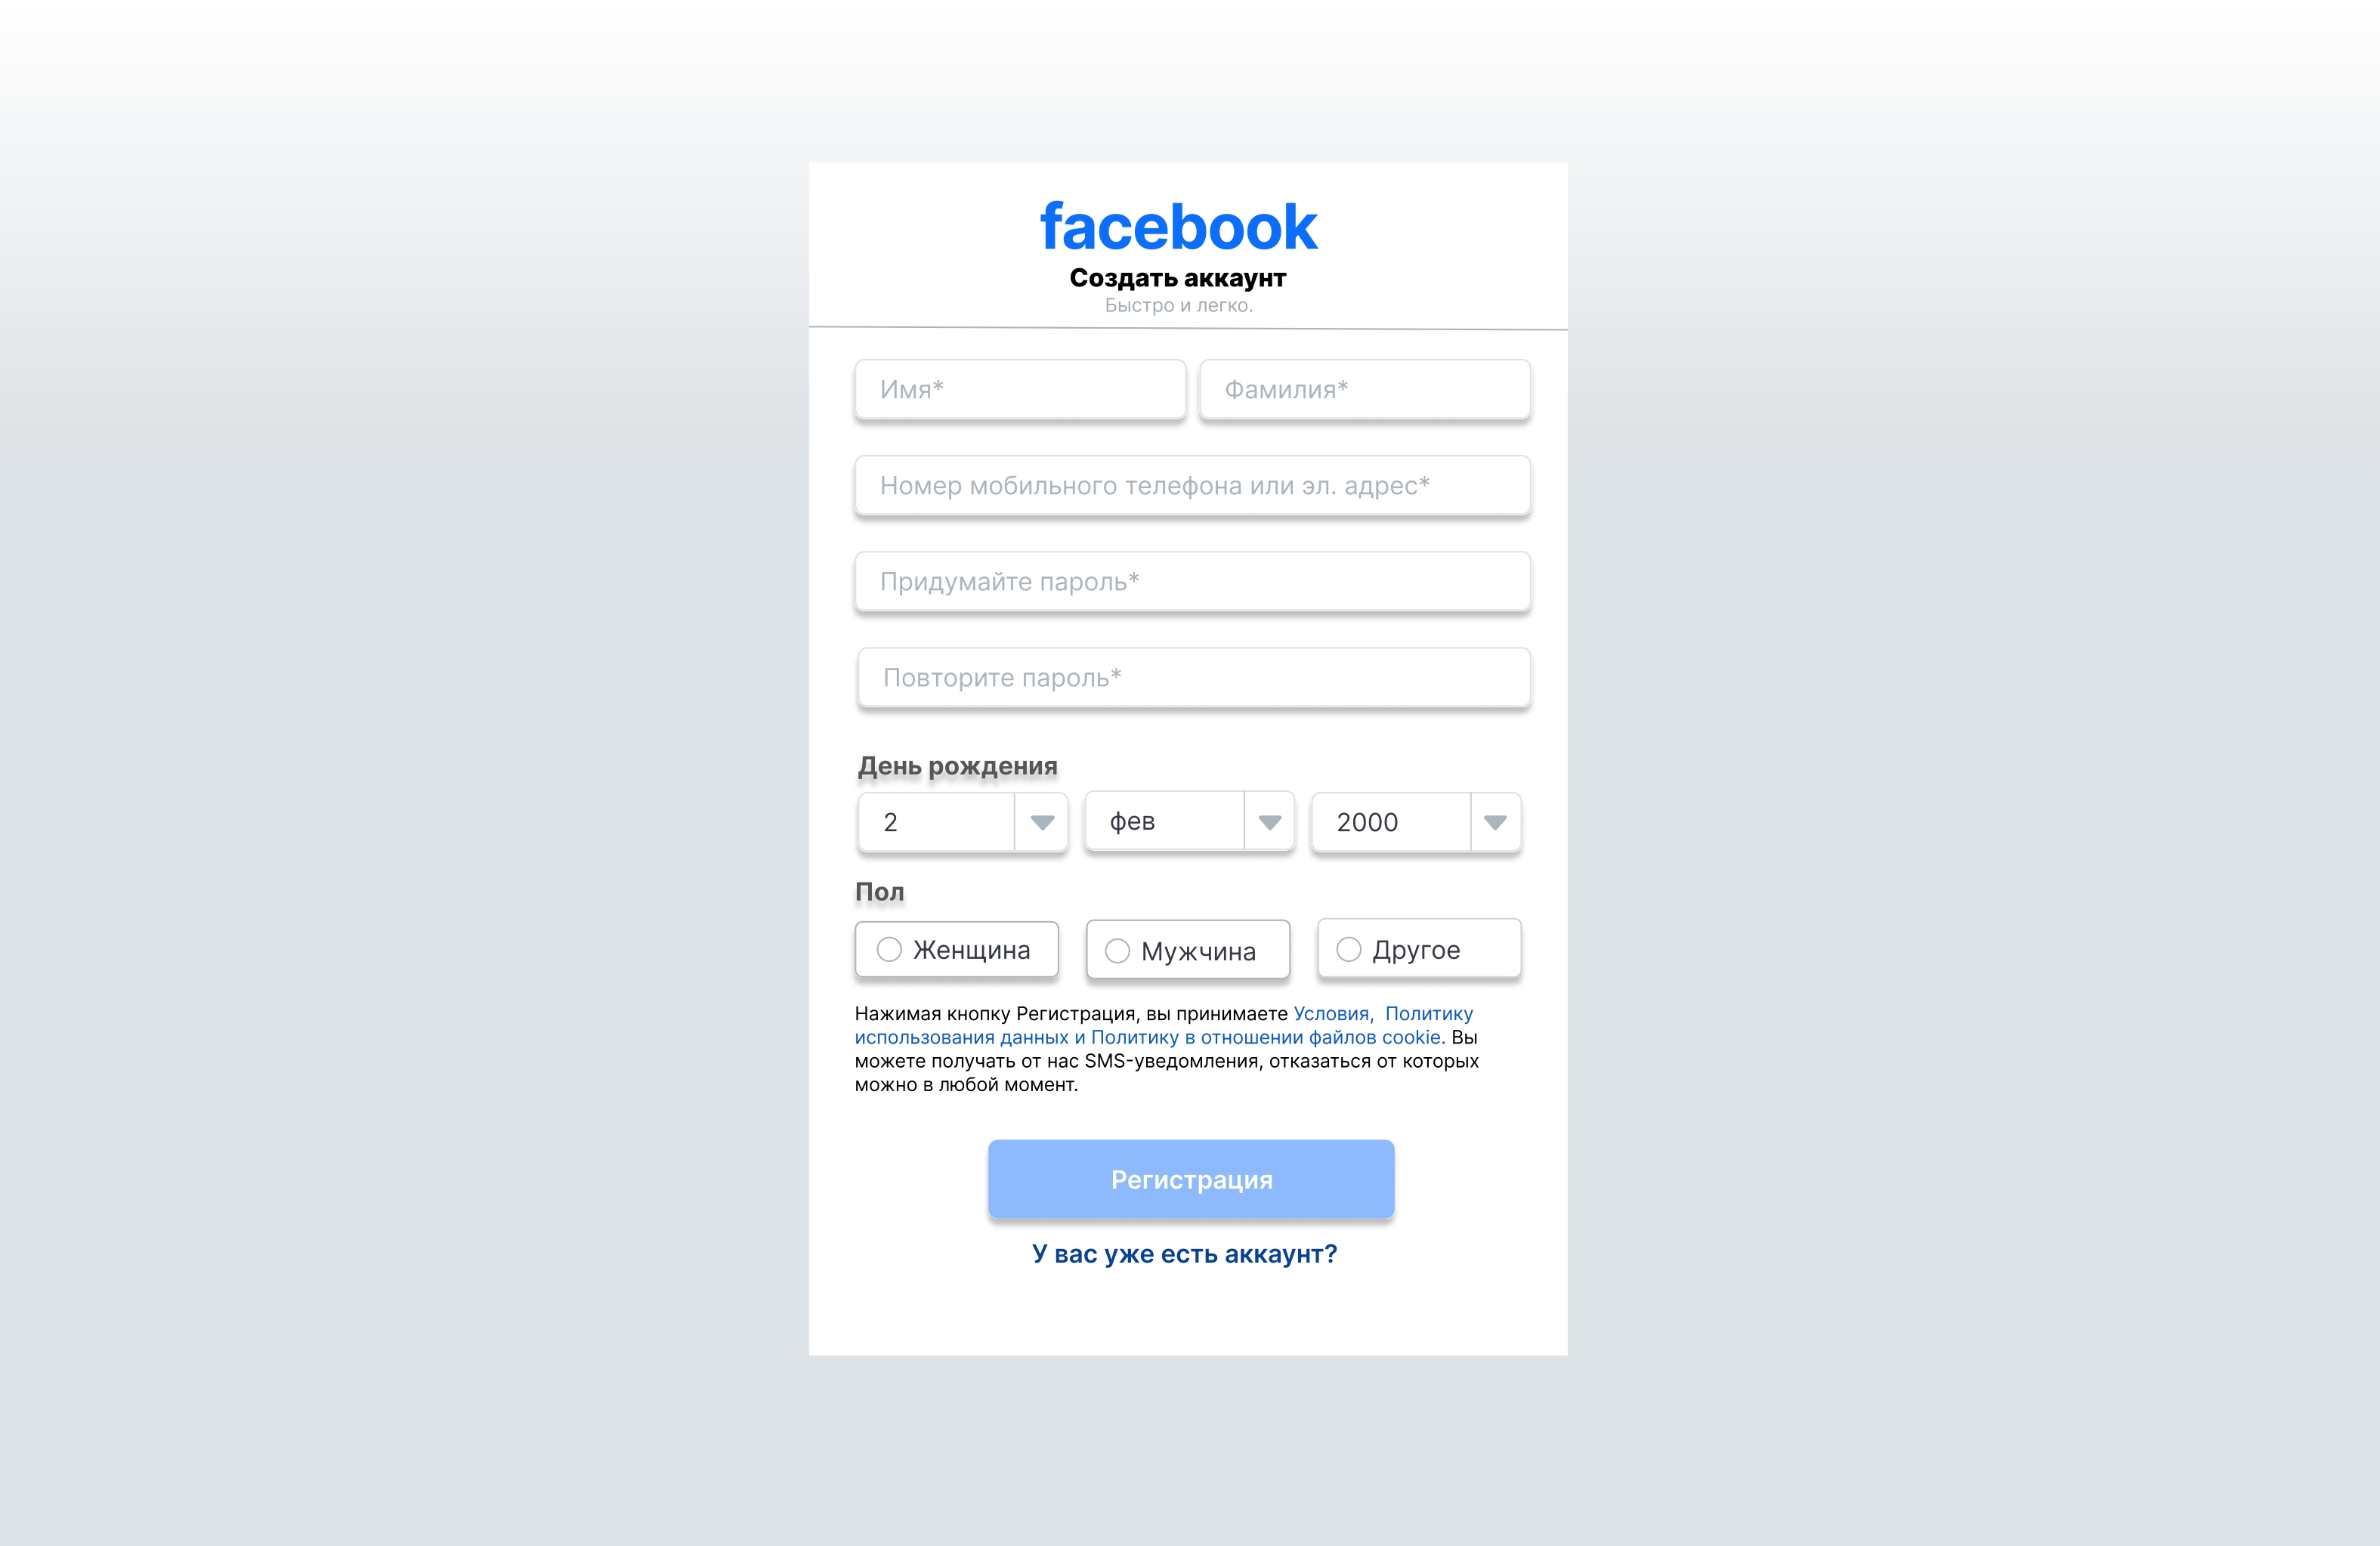 facebook
Создать аккаунт
Быстро и легко.
Имя* Фамилия*
Номер мобильного телефона или эл. адрес*
Придумайте пароль*
Повторите пароль*
День рождения
2 фев 2000
Пол
Женщина Мужчина Другое
Нажимая кнопку Регистрация, вы принимаете Условия,  Политику
использования данных и Политику в отношении файлов cookie. Вы
можете получать от нас SMS-уведомления, отказаться от которых
можно в любой момент.
Регистрация
У вас уже есть аккаунт?